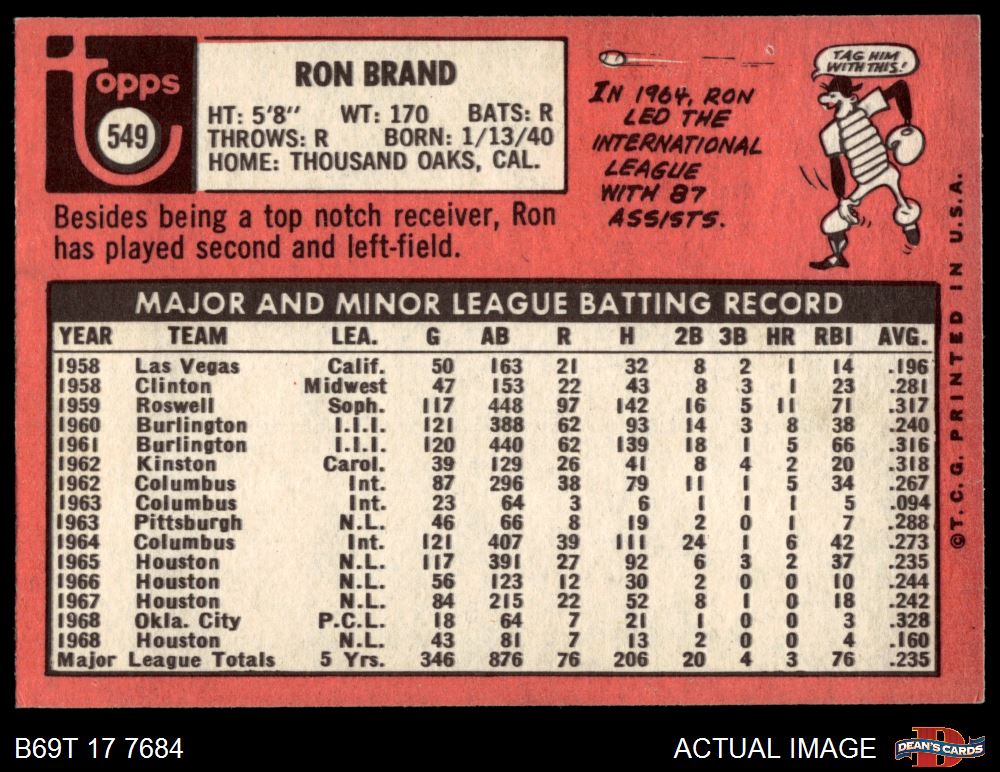 topps
549
RON BRAND
HT: 5'8" WT: 170 BATS: R
THROWS: R BORN: 1/13/40
HOME: THOUSAND OAKS, CAL.
IN 1964, RON
LED THE
INTERNATIONAL
LEAGUE
WITH 87
ASSISTS.
TAG HIM
WITH THIS!
Besides being a top notch receiver, Ron
has played second and left-field.
MAJOR AND MINOR LEAGUE BATTING RECORD
YEAR TEAM LEA. G AB R H 2B 3B HR RBI AVG.
1958 Las Vegas Calif. 50 163 21 32 8 2 1 14 .196
1958 Clinton Midwest 47 153 22 43 8 3 1 23 .281
1959 Roswell Soph. 117 448 97 142 16 5 11 71 .317
1960 Burlington I.I.I. 121 388 62 93 14 3 8 38 .240
1961 Burlington I.I.I. 120 440 62 139 18 1 5 66 .316
1962 Kinston Carol. 39 129 26 41 8 4 2 20 .318
1962 Columbus Int. 87 296 38 79 11 1 5 34 .267
1963 Columbus Int. 23 64 3 6 1 1 1 5 .094
1963 Pittsburgh N.L. 46 66 8 19 2 0 1 7 .288
1964 Columbus Int. 121 407 39 111 24 1 6 42 .273
1965 Houston N.L. 117 391 27 92 6 3 2 37 .235
1966 Houston N.L. 56 123 12 30 2 0 0 10 .244
1967 Houston N.L. 84 215 22 52 8 1 0 18 .242
1968 Okla. City P.C.L. 18 64 7 21 1 0 0 3 .328
1968 Houston N.L. 43 81 7 13 2 0 0 4 .160
Major League Totals 5 Yrs. 346 876 76 206 20 4 3 76 .235
©T.C.G. PRINTED IN U.S.A.
B69T 17 7684
ACTUAL IMAGE
D
DEAN'S CARDS